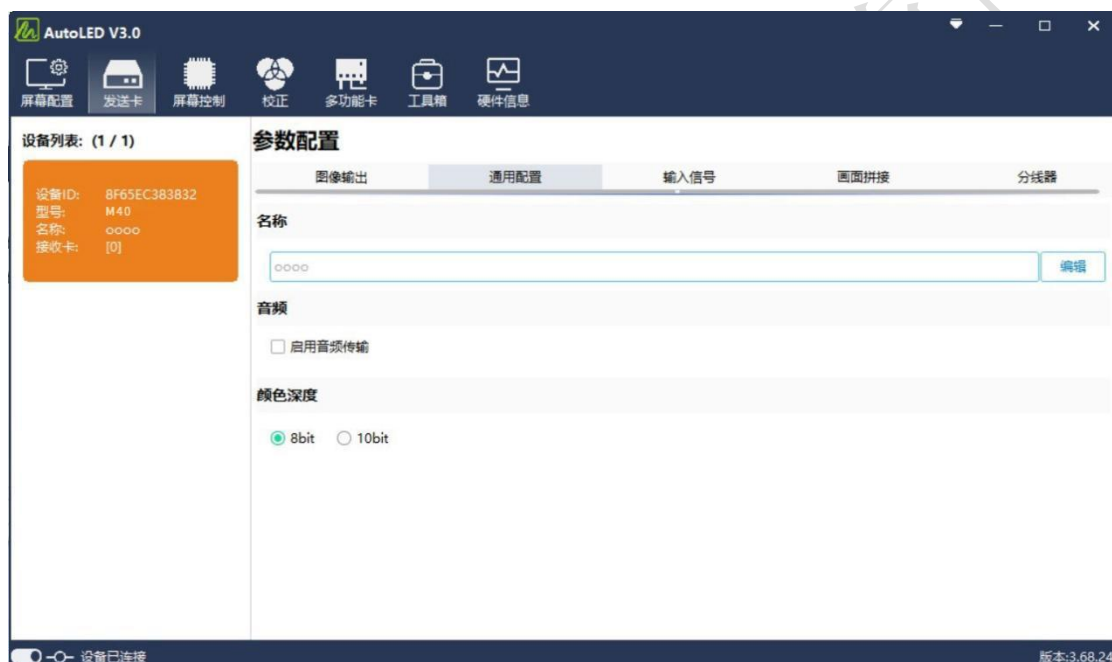 AutoLED V3.0
屏幕配置 发送卡 屏幕控制 校正 多功能卡 工具箱 硬件信息
设备列表: (1 / 1)
设备ID: 8F65EC383832
型号: M40
名称: oooo
接收卡: [0]
参数配置
图像输出 通用配置 输入信号 画面拼接 分线器
名称
oooo 编辑
音频
启用音频传输
颜色深度
8bit 10bit
设备已连接 版本:3.68.24